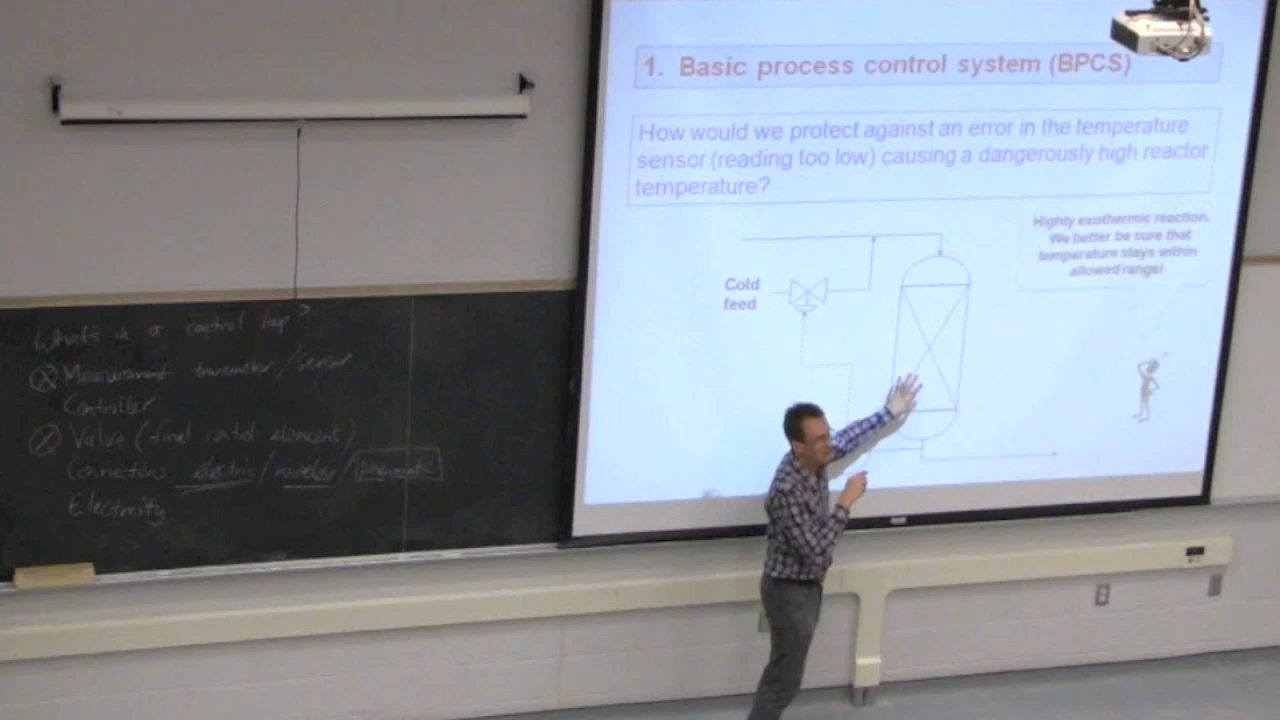 1. Basic process control system (BPCS)
How would we protect against an error in the temperature
sensor (reading too low) causing a dangerously high reactor
temperature?
Highly exothermic reaction.
We better be sure that
temperature stays within
allowed range!
Cold
feed
What's in a control loop?
Measurement transmitter/sensor
Controller
Valve (final control element)
Connections electric/wireless/pneumatic
Electricity